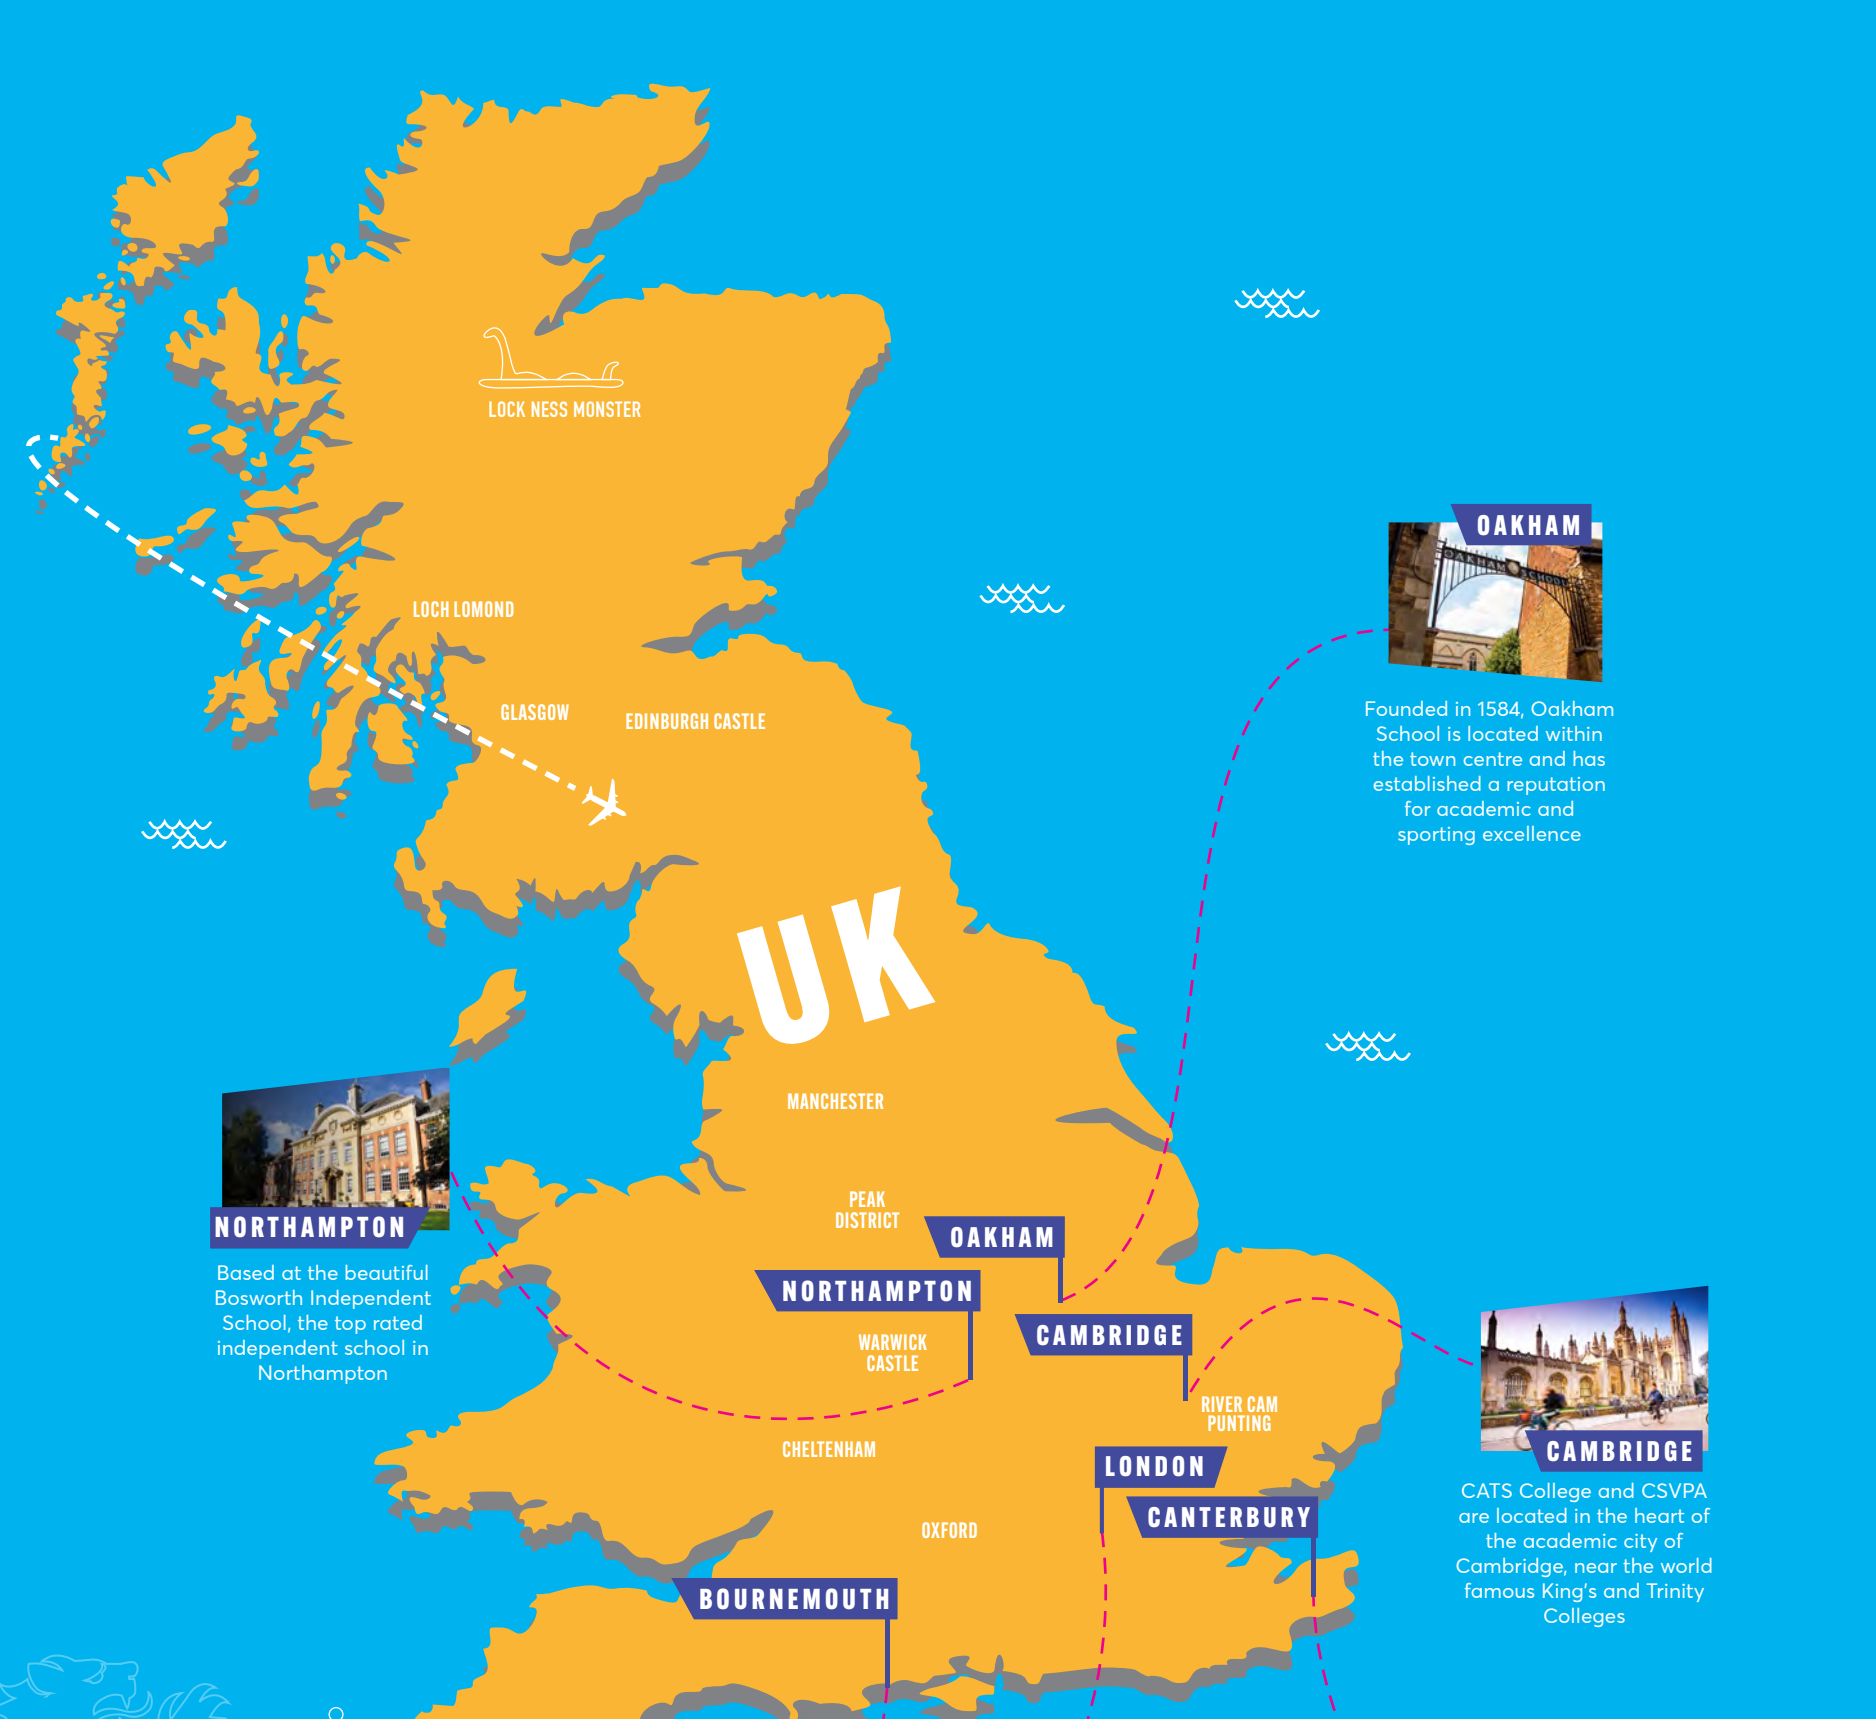 LOCK NESS MONSTER
OAKHAM
OAKHAM SCHOOL
Founded in 1584, Oakham
School is located within
the town centre and has
established a reputation
for academic and
sporting excellence
LOCH LOMOND
GLASGOW
EDINBURGH CASTLE
UK
MANCHESTER
NORTHAMPTON
Based at the beautiful
Bosworth Independent
School, the top rated
independent school in
Northampton
PEAK
DISTRICT
OAKHAM
NORTHAMPTON
CAMBRIDGE
WARWICK
CASTLE
RIVER CAM
PUNTING
CHELTENHAM
LONDON
CANTERBURY
OXFORD
BOURNEMOUTH
CAMBRIDGE
CATS College and CSVPA
are located in the heart of
the academic city of
Cambridge, near the world
famous King's and Trinity
Colleges